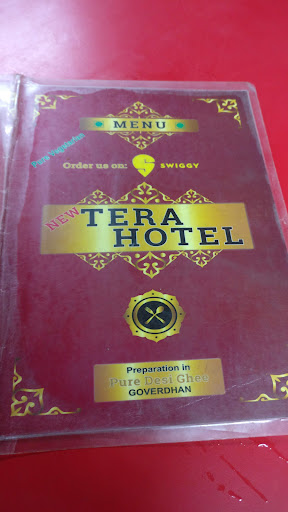 MENU
Pure Vegetarian
Order us on: SWIGGY
NEW
TERA
HOTEL
Preparation in
Pure Desi Ghee
GOVERDHAN